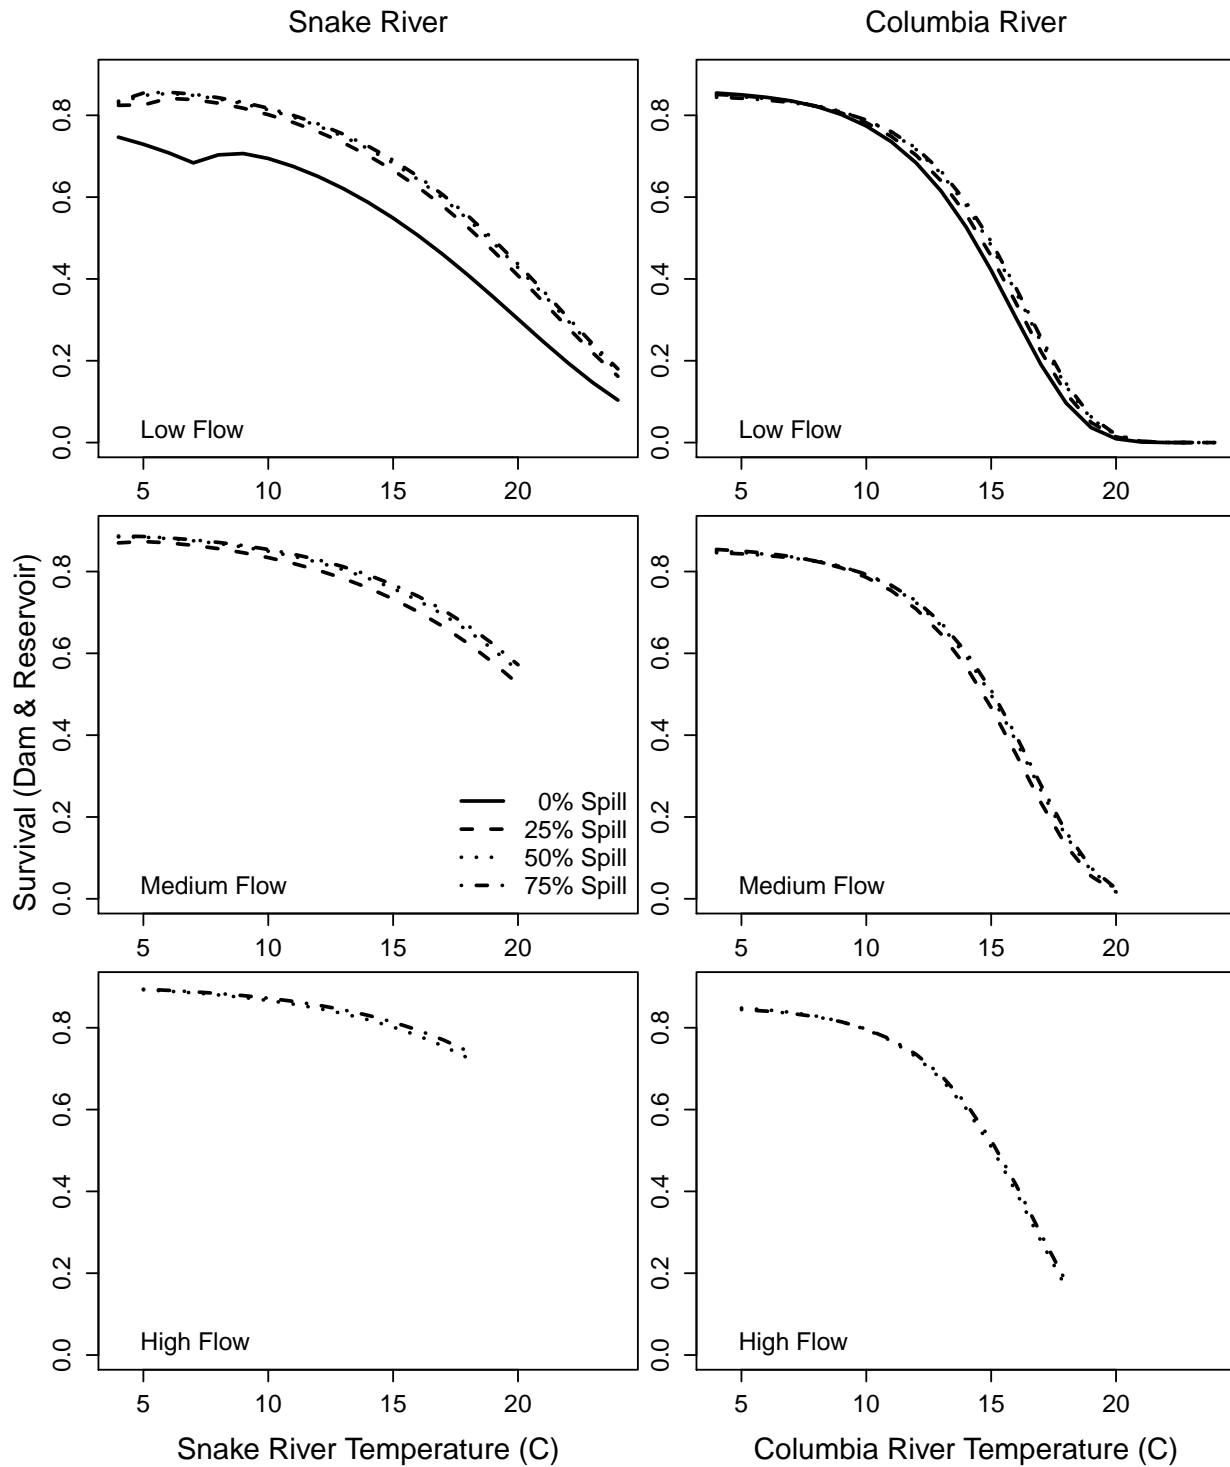 Snake River
Columbia River
Survival (Dam & Reservoir)
0.0 0.2 0.4 0.6 0.8
Low Flow
5 10 15 20
0.0 0.2 0.4 0.6 0.8
Low Flow
5 10 15 20
0.0 0.2 0.4 0.6 0.8
0% Spill
25% Spill
50% Spill
75% Spill
Medium Flow
5 10 15 20
0.0 0.2 0.4 0.6 0.8
Medium Flow
5 10 15 20
0.0 0.2 0.4 0.6 0.8
High Flow
5 10 15 20
0.0 0.2 0.4 0.6 0.8
High Flow
5 10 15 20
Snake River Temperature (C)
Columbia River Temperature (C)